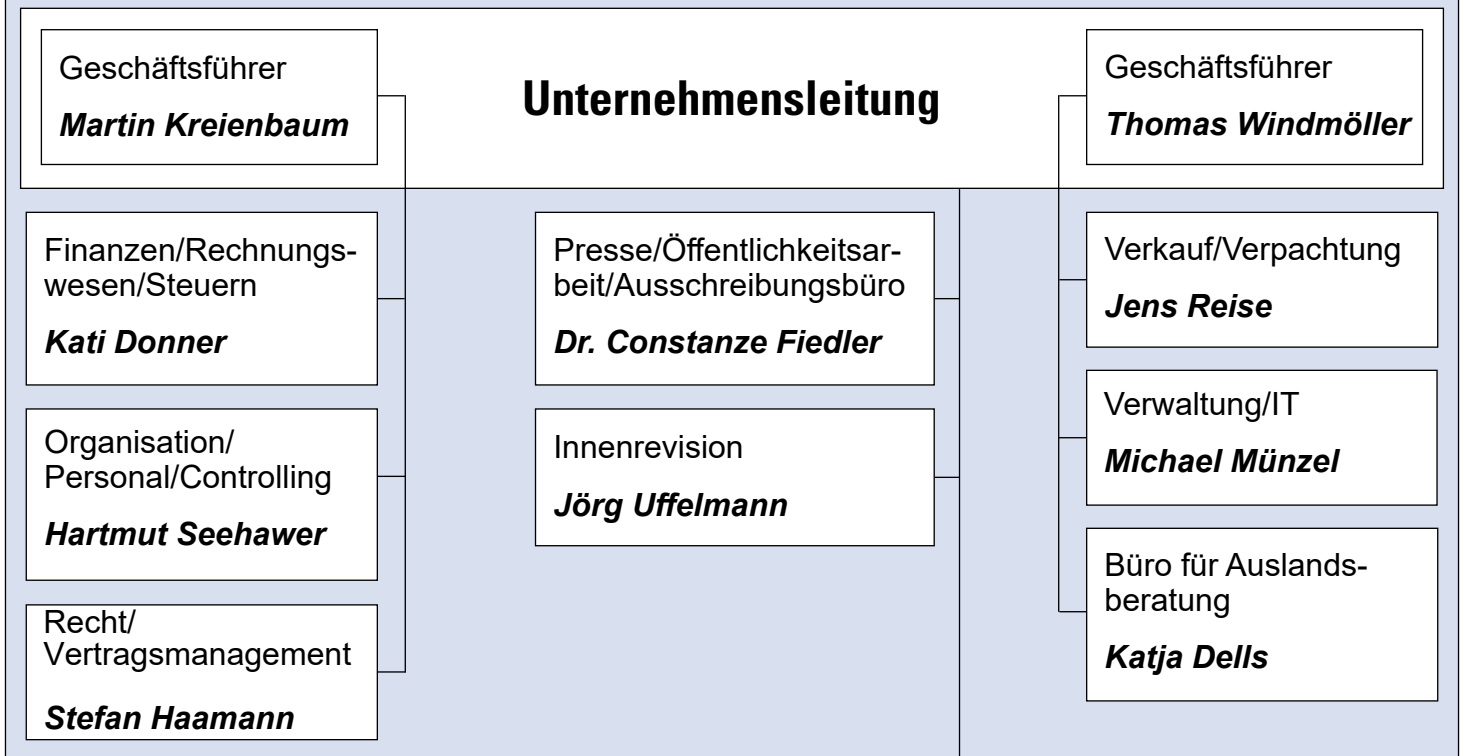 Unternehmensleitung
Geschäftsführer
Martin Kreienbaum
Geschäftsführer
Thomas Windmöller
Finanzen/Rechnungs-
wesen/Steuern
Kati Donner
Organisation/
Personal/Controlling
Hartmut Seehawer
Recht/
Vertragsmanagement
Stefan Haamann
Presse/Öffentlichkeitsar-
beit/Ausschreibungsbüro
Dr. Constanze Fiedler
Innenrevision
Jörg Uffelmann
Verkauf/Verpachtung
Jens Reise
Verwaltung/IT
Michael Münzel
Büro für Auslands-
beratung
Katja Dells